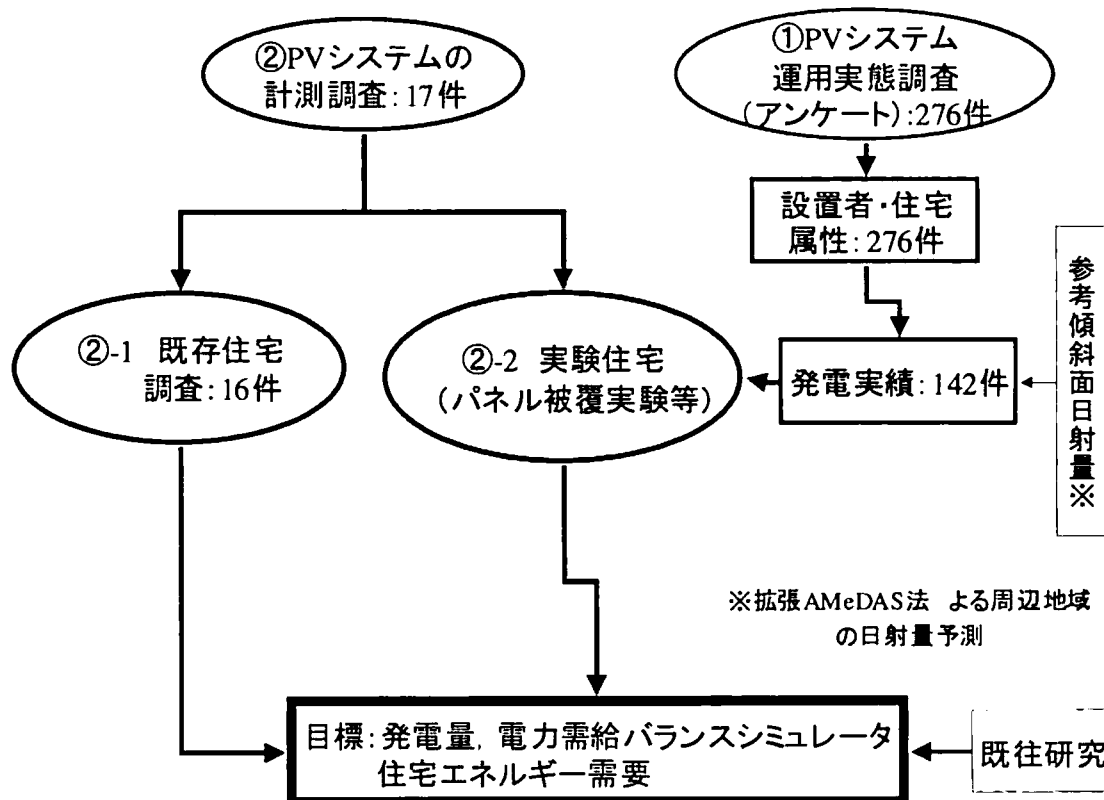 ②PVシステムの
計測調査：17件
①PVシステム
運用実態調査
(アンケート):276件
設置者・住宅
属性：276件
参考傾斜面日射量※
②-1 既存住宅
調査：16件
②-2 実験住宅
（パネル被覆実験等）
発電実績：142件
※拡張AMeDAS法 よる周辺地域
の日射量予測
目標：発電量，電力需給バランスシミュレータ
住宅エネルギー需要
既往研究